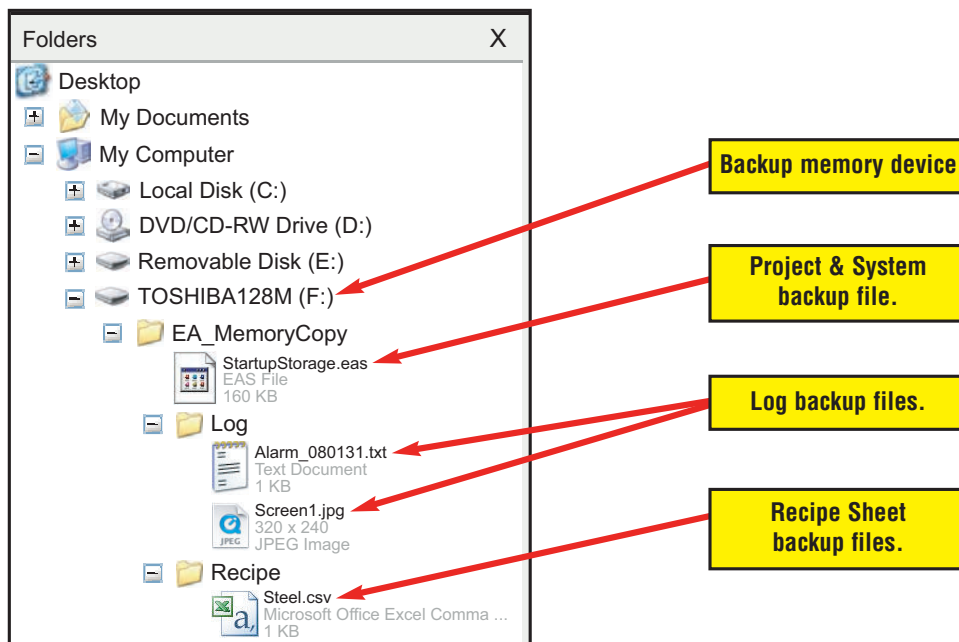 Folders X
Desktop
My Documents
My Computer
Local Disk (C:)
DVD/CD-RW Drive (D:)
Removable Disk (E:)
TOSHIBA128M (F:)
EA_MemoryCopy
StartupStorage.eas
EAS File
160 KB
Log
Alarm_080131.txt
Text Document
1 KB
Screen1.jpg
320 x 240
JPEG Image
JPEG
Recipe
Steel.csv
Microsoft Office Excel Comma ...
1 KB
a,
Backup memory device
Project & System
backup file.
Log backup files.
Recipe Sheet
backup files.